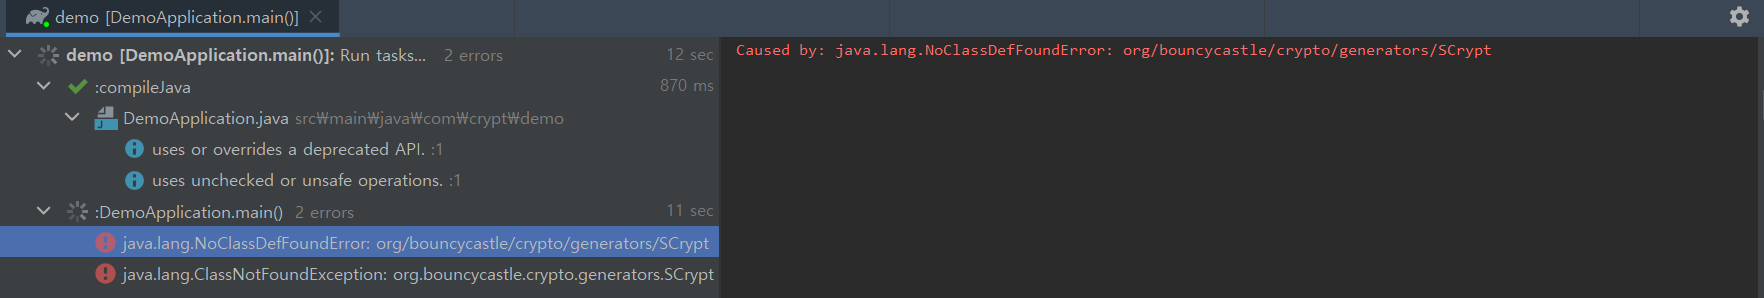 demo [DemoApplication.main()]
demo [DemoApplication.main()]: Run tasks... 2 errors 12 sec
:compileJava 870 ms
DemoApplication.java src₩main₩java₩com₩crypt₩demo
uses or overrides a deprecated API. :1
uses unchecked or unsafe operations. :1
:DemoApplication.main() 2 errors 11 sec
java.lang.NoClassDefFoundError: org/bouncycastle/crypto/generators/SCrypt
java.lang.ClassNotFoundException: org.bouncycastle.crypto.generators.SCrypt
Caused by: java.lang.NoClassDefFoundError: org/bouncycastle/crypto/generators/SCrypt